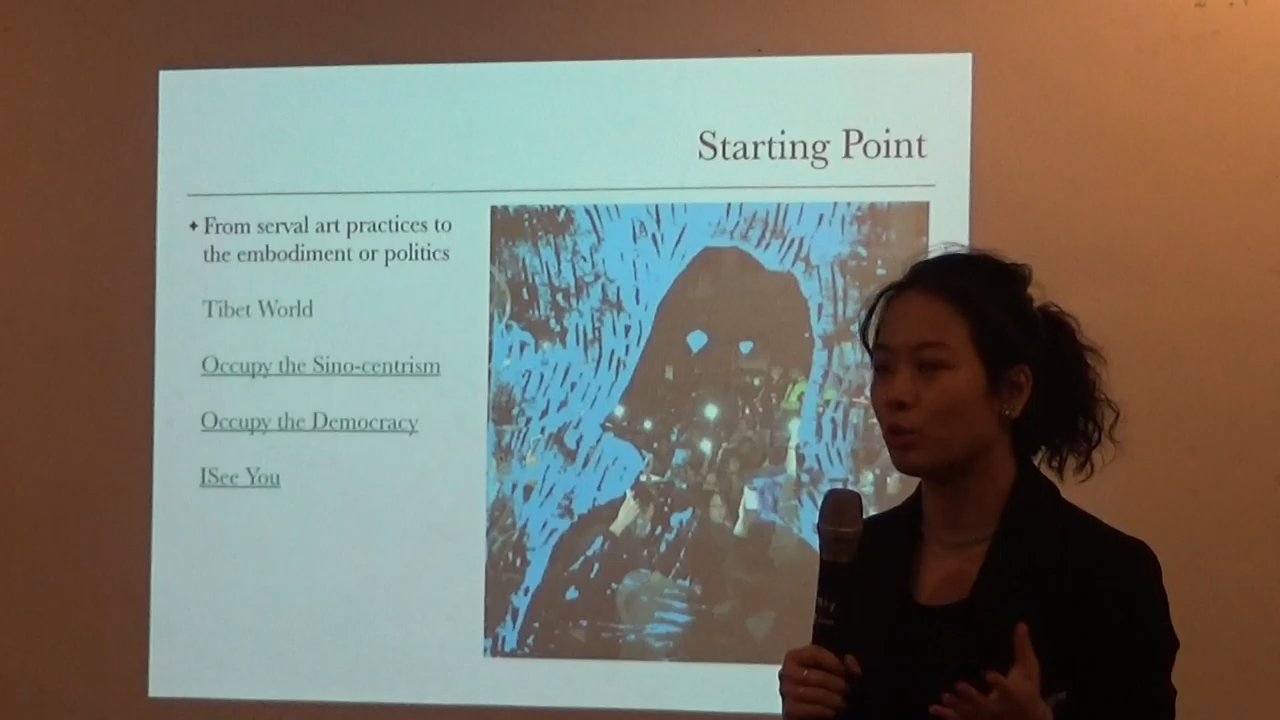 Starting Point
✦ From serval art practices to
the embodiment or politics
Tibet World
Occupy the Sino-centrism
Occupy the Democracy
ISee You